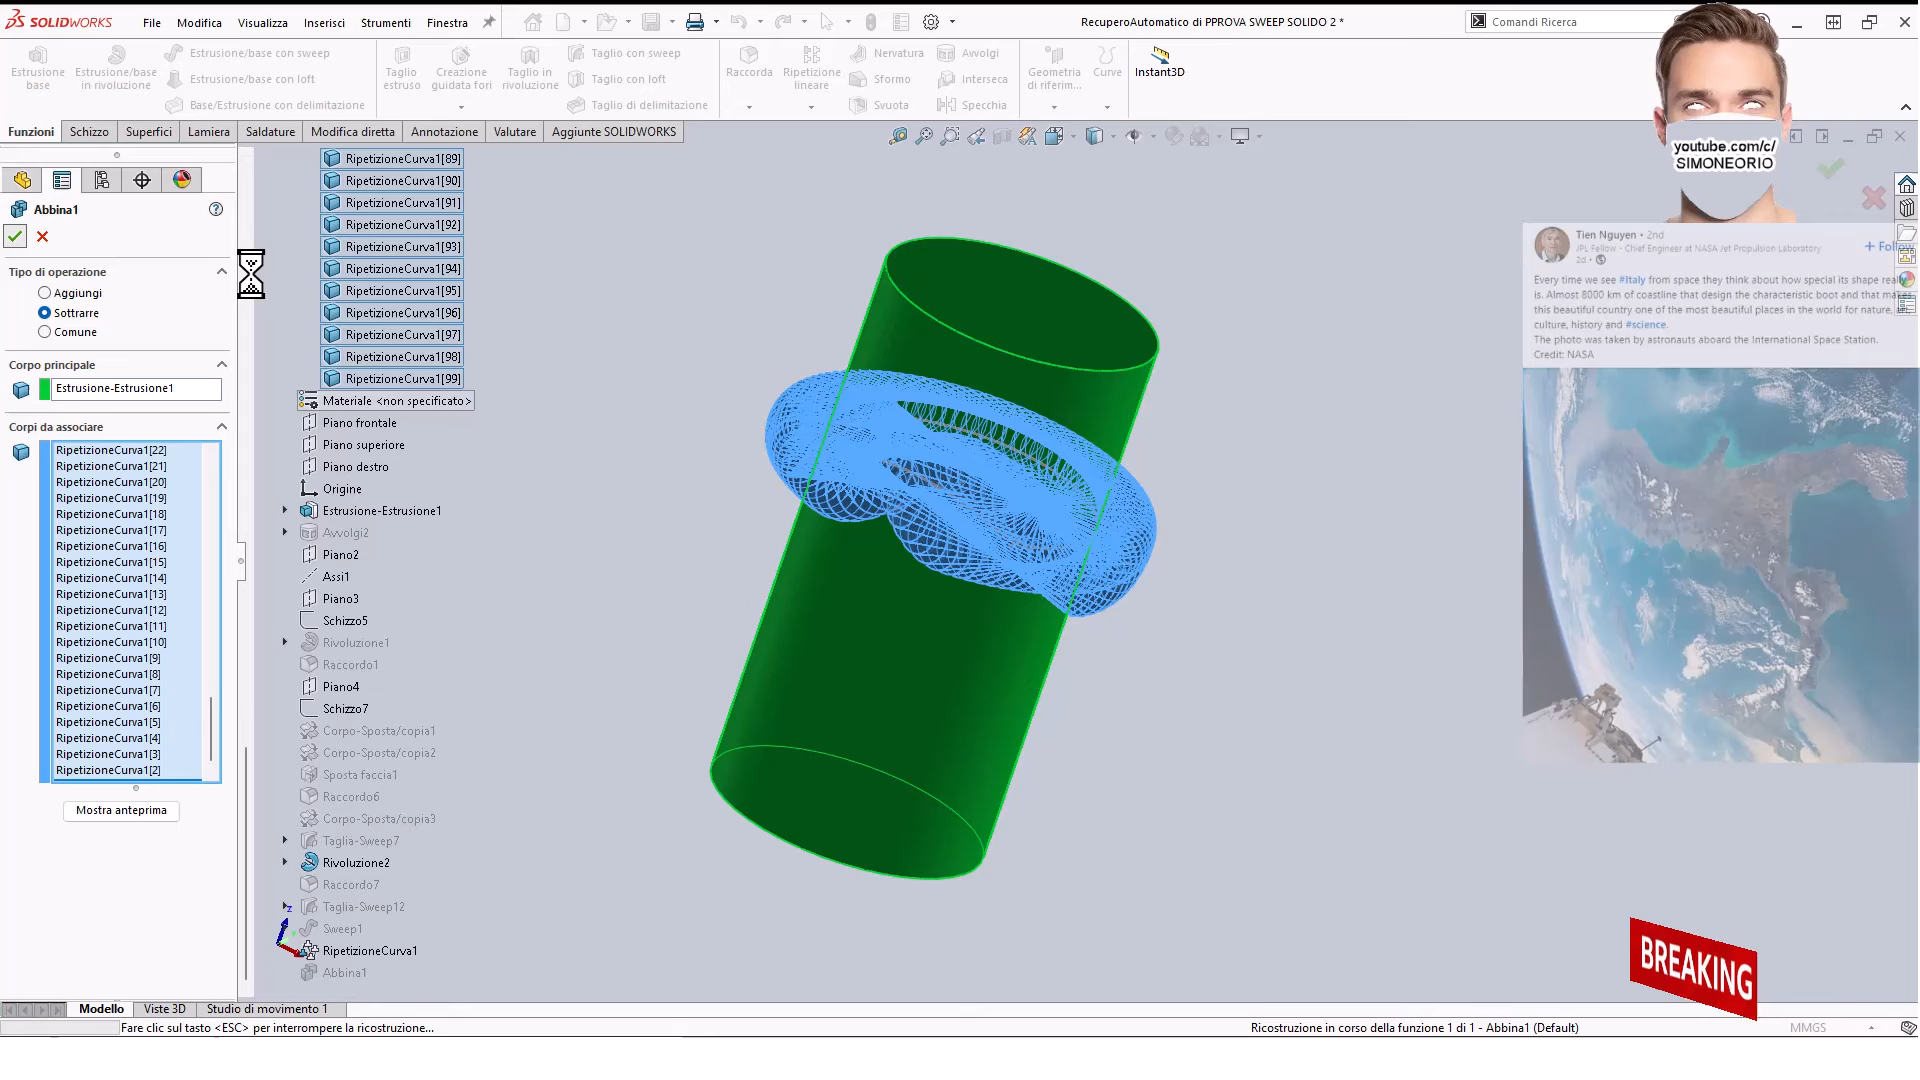 SOLIDWORKS
File
Modifica
Visualizza
Inserisci
Strumenti
Finestra
RecuperoAutomatico di PPROVA SWEEP SOLIDO 2 *
Comandi Ricerca
Estrusione base
Estrusione/base in rivoluzione
Estrusione/base con sweep
Estrusione/base con loft
Base/Estrusione con delimitazione
Taglio estruso
Creazione guidata fori
Taglio in rivoluzione
Taglio con sweep
Taglio con loft
Taglio di delimitazione
Raccorda
Ripetizione lineare
Nervatura
Sformo
Svuota
Avvolgi
Interseca
Specchia
Geometria di riferim...
Curve
Instant3D
Funzioni
Schizzo
Superfici
Lamiera
Saldature
Modifica diretta
Annotazione
Valutare
Aggiunte SOLIDWORKS
youtube.com/c/
SIMONEORIO
Abbina1
Tipo di operazione
Aggiungi
Sottrarre
Comune
Corpo principale
Estrusione-Estrusione1
Corpi da associare
RipetizioneCurva1[22]
RipetizioneCurva1[21]
RipetizioneCurva1[20]
RipetizioneCurva1[19]
RipetizioneCurva1[18]
RipetizioneCurva1[17]
RipetizioneCurva1[16]
RipetizioneCurva1[15]
RipetizioneCurva1[14]
RipetizioneCurva1[13]
RipetizioneCurva1[12]
RipetizioneCurva1[11]
RipetizioneCurva1[10]
RipetizioneCurva1[9]
RipetizioneCurva1[8]
RipetizioneCurva1[7]
RipetizioneCurva1[6]
RipetizioneCurva1[5]
RipetizioneCurva1[4]
RipetizioneCurva1[3]
RipetizioneCurva1[2]
Mostra anteprima
RipetizioneCurva1[89]
RipetizioneCurva1[90]
RipetizioneCurva1[91]
RipetizioneCurva1[92]
RipetizioneCurva1[93]
RipetizioneCurva1[94]
RipetizioneCurva1[95]
RipetizioneCurva1[96]
RipetizioneCurva1[97]
RipetizioneCurva1[98]
RipetizioneCurva1[99]
Materiale <non specificato>
Piano frontale
Piano superiore
Piano destro
Origine
Estrusione-Estrusione1
Avvolgi2
Piano2
Assi1
Piano3
Schizzo5
Rivoluzione1
Raccordo1
Piano4
Schizzo7
Corpo-Sposta/copia1
Corpo-Sposta/copia2
Sposta faccia1
Raccordo6
Corpo-Sposta/copia3
Taglia-Sweep7
Rivoluzione2
Raccordo7
Taglia-Sweep12
Sweep1
RipetizioneCurva1
Abbina1
z
Tien Nguyen • 2nd
JPL Fellow - Chief Engineer at NASA Jet Propulsion Laboratory
2d •
+ Follow
Every time we see #Italy from space they think about how special its shape really
is. Almost 8000 km of coastline that design the characteristic boot and that makes
this beautiful country one of the most beautiful places in the world for nature,
culture, history and #science.
The photo was taken by astronauts aboard the International Space Station.
Credit: NASA
BREAKING
Modello
Viste 3D
Studio di movimento 1
Fare clic sul tasto <ESC> per interrompere la ricostruzione...
Ricostruzione in corso della funzione 1 di 1 - Abbina1 (Default)
MMGS